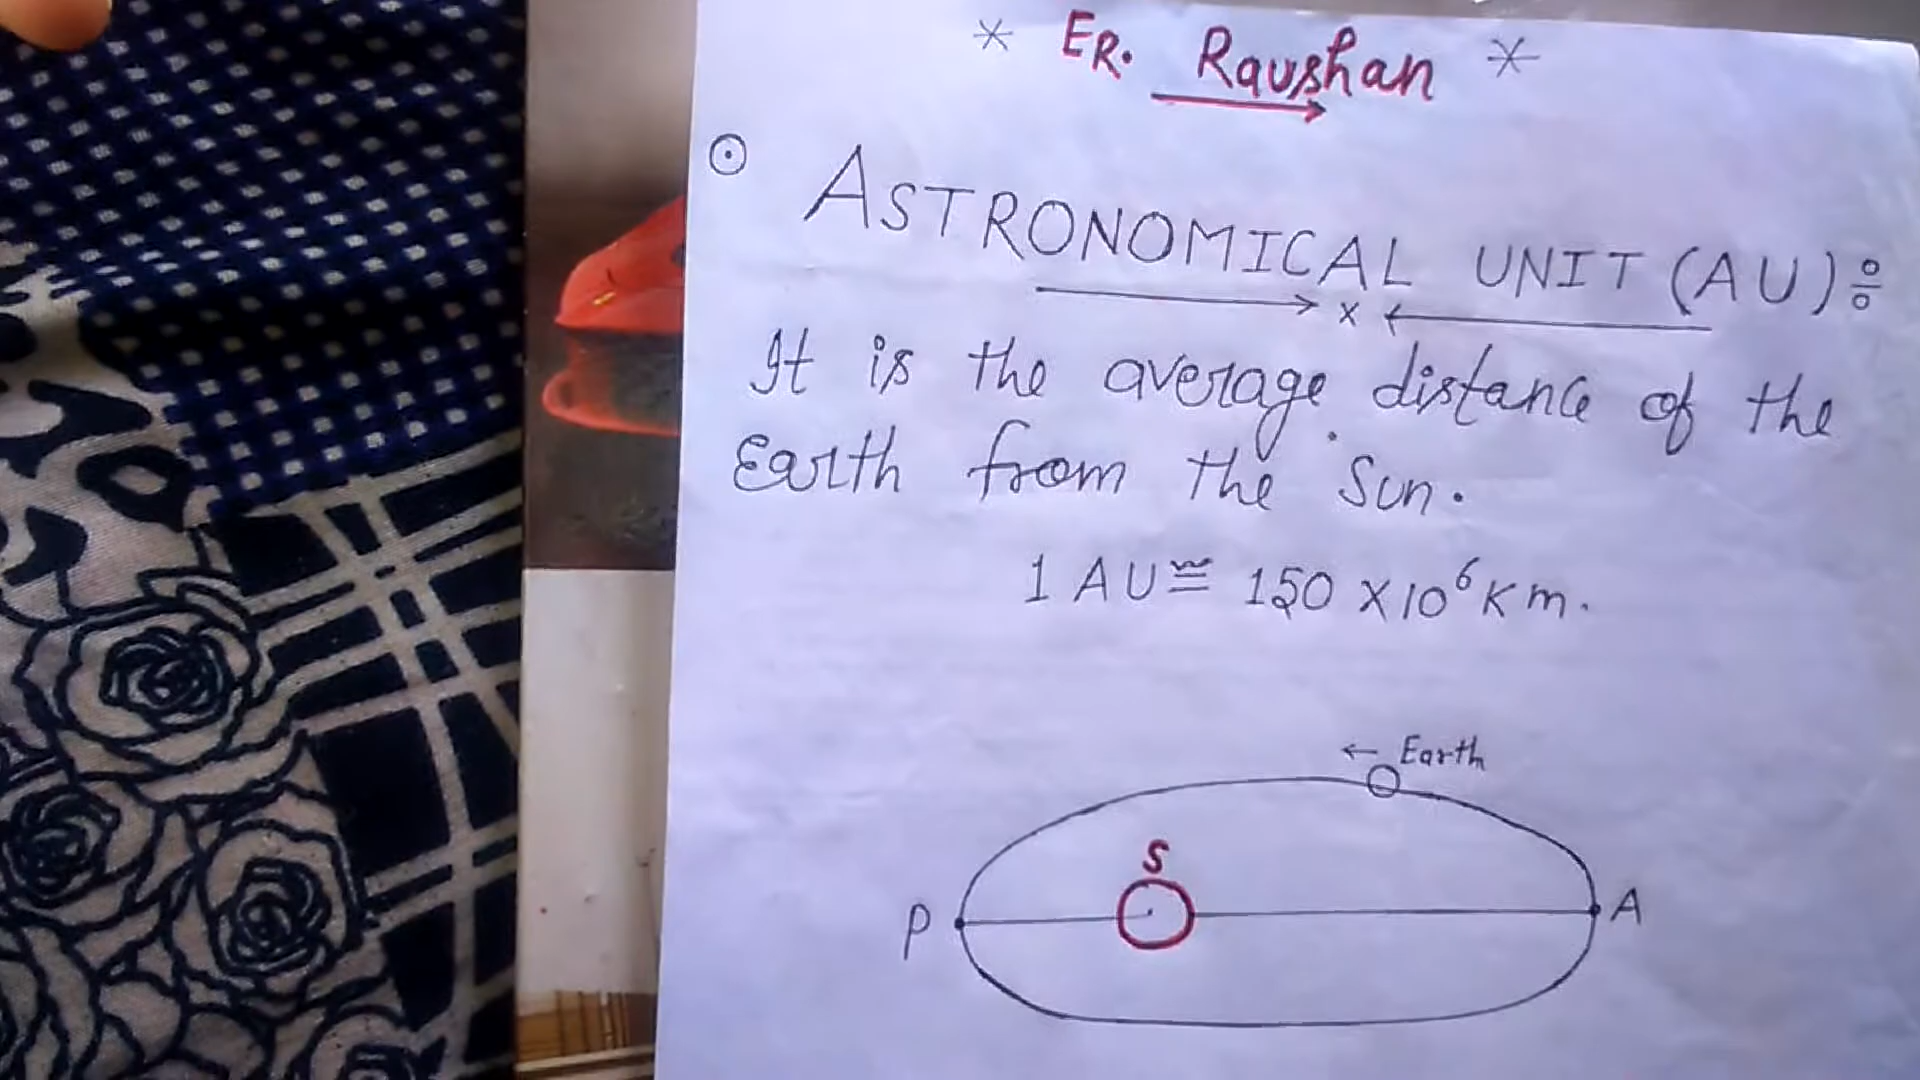 * ER. Raushan *
ASTRONOMICAL UNIT (AU):
It is the average distance of the
Earth from the Sun.
1 AU ≅ 150 × 10⁶ Km.
← Earth
S
P
A